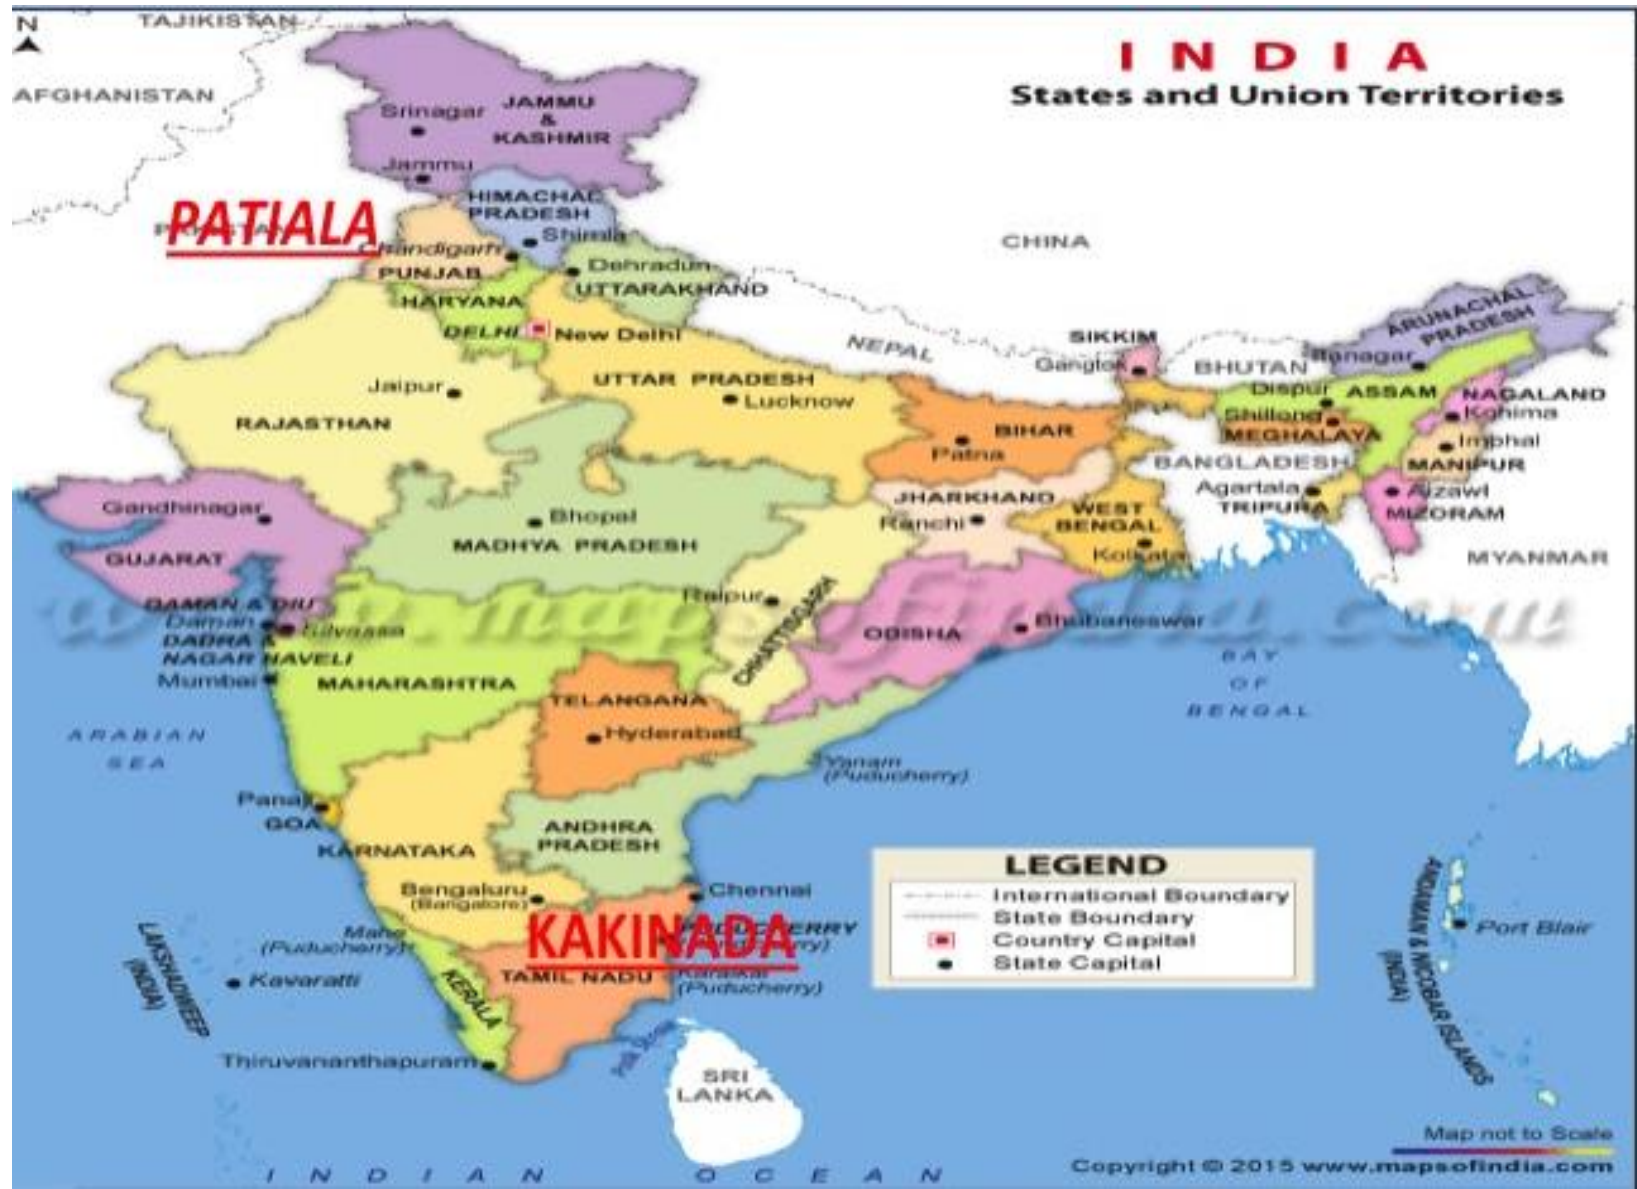 N
TAJIKISTAN
INDIA
States and Union Territories
AFGHANISTAN
Srinagar
JAMMU
&
KASHMIR
Jammu
HIMACHAL
PRADESH
PATIALA
Shimla
Chandigarh
PUNJAB
CHINA
Dehradun
UTTARAKHAND
HARYANA
DELHI
New Delhi
NEPAL
SIKKIM
Gangtok
BHUTAN
ARUNACHAL
PRADESH
Itanagar
Jaipur
RAJASTHAN
UTTAR PRADESH
Lucknow
BIHAR
Patna
Dispur
ASSAM
NAGALAND
Kohima
Shillong
MEGHALAYA
Imphal
MANIPUR
BANGLADESH
Agartala
TRIPURA
Aizawl
MIZORAM
MYANMAR
Gandhinagar
GUJARAT
Bhopal
MADHYA PRADESH
JHARKHAND
Ranchi
WEST
BENGAL
Kolkata
www.mapsofindia.com
DAMAN & DIU
Daman
Silvassa
DADRA &
NAGAR HAVELI
Mumbai
MAHARASHTRA
Raipur
CHHATTISGARH
ODISHA
Bhubaneswar
BAY
OF
BENGAL
ARABIAN
SEA
TELANGANA
Hyderabad
Yanam
(Puducherry)
Panaji
GOA
KARNATAKA
ANDHRA
PRADESH
Bengaluru
(Bangalore)
Chennai
KAKINADA
PUDUCHERRY
Mahe
(Puducherry)
TAMIL NADU
Karaikal
(Puducherry)
KERALA
LAKSHADWEEP
(INDIA)
Kavaratti
Thiruvananthapuram
Palk Strait
SRI
LANKA
LEGEND
International Boundary
State Boundary
Country Capital
State Capital
ANDAMAN & NICOBAR ISLANDS
(INDIA)
Port Blair
INDIAN OCEAN
Map not to Scale
Copyright © 2015 www.mapsofindia.com